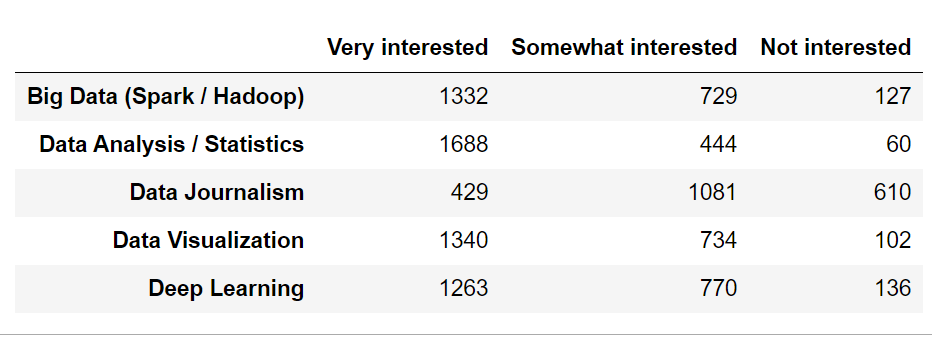 Very interested Somewhat interested Not interested
Big Data (Spark / Hadoop) 1332 729 127
Data Analysis / Statistics 1688 444 60
Data Journalism 429 1081 610
Data Visualization 1340 734 102
Deep Learning 1263 770 136